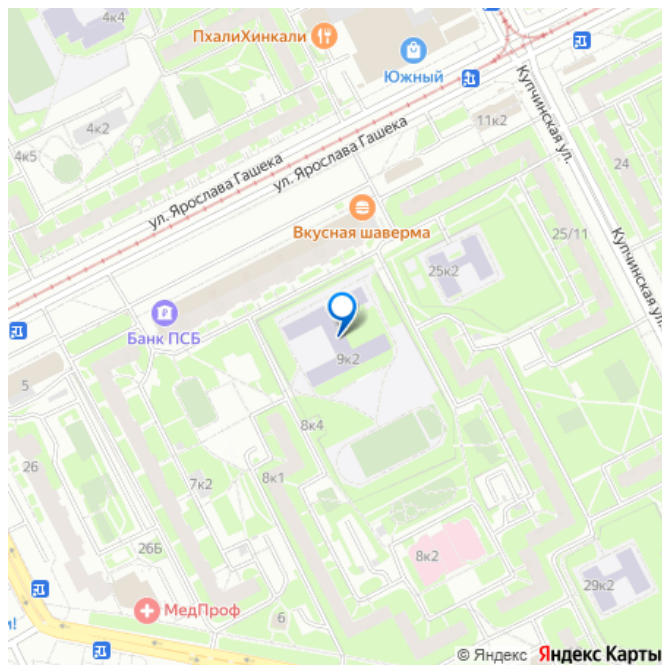 4к4
ПхалиХинкали
Южный
4к2
4к5
11к2
Купчинская ул.
24
ул. Ярослава Гашека
ул. Ярослава Гашека
Вкусная шаверма
25/11
25к2
Купчинская ул.
Банк ПСБ
9к2
5
8к4
26
7к2
8к1
26Б
8к2
29к2
МедПроф
6
и!
© Яндекс Яндекс Карты